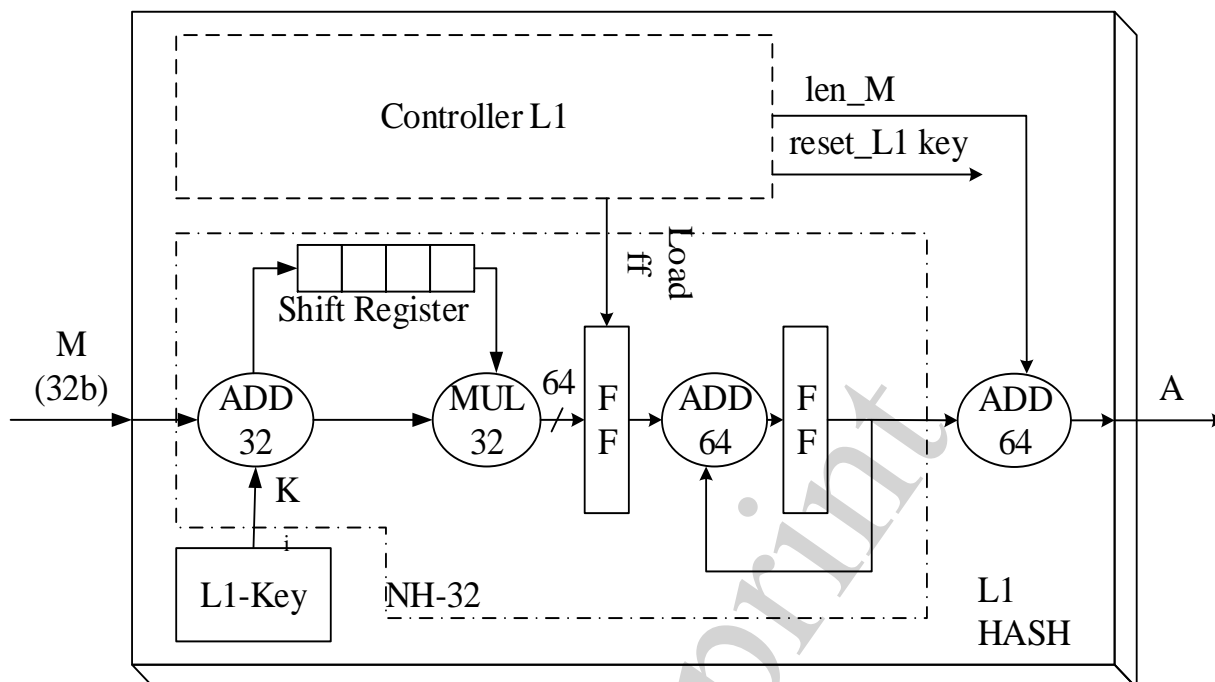 Controller L1
len_M
reset_L1 key
Load
ff
Shift Register
M
(32b)
ADD
32
MUL
32
64
F
F
ADD
64
F
F
ADD
64
A
K
i
L1-Key
NH-32
L1
HASH
print